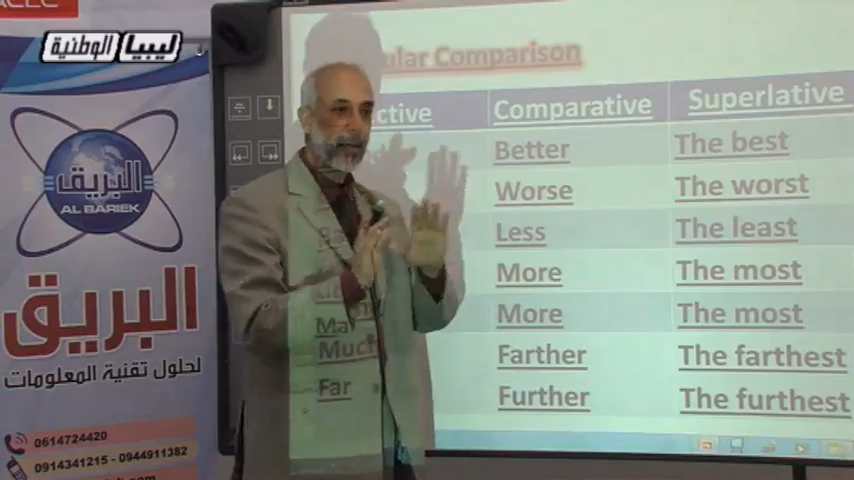 ليبيا الوطنية
البريق
AL BARIEK
البريق
لحلول تقنية المعلومات
0614724420
0914341215 - 0944911382
ular Comparison
ctive Comparative Superlative
Better The best
Worse The worst
Less The least
More The most
Ma More The most
Much Farther The farthest
Far Further The furthest